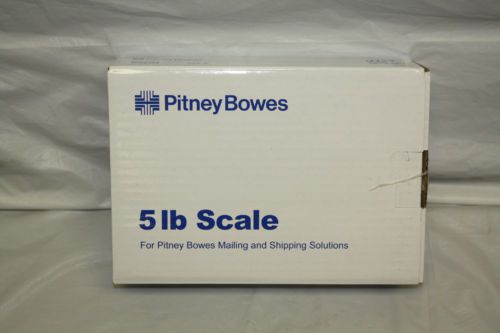 Pitney Bowes
5 lb Scale
For Pitney Bowes Mailing and Shipping Solutions